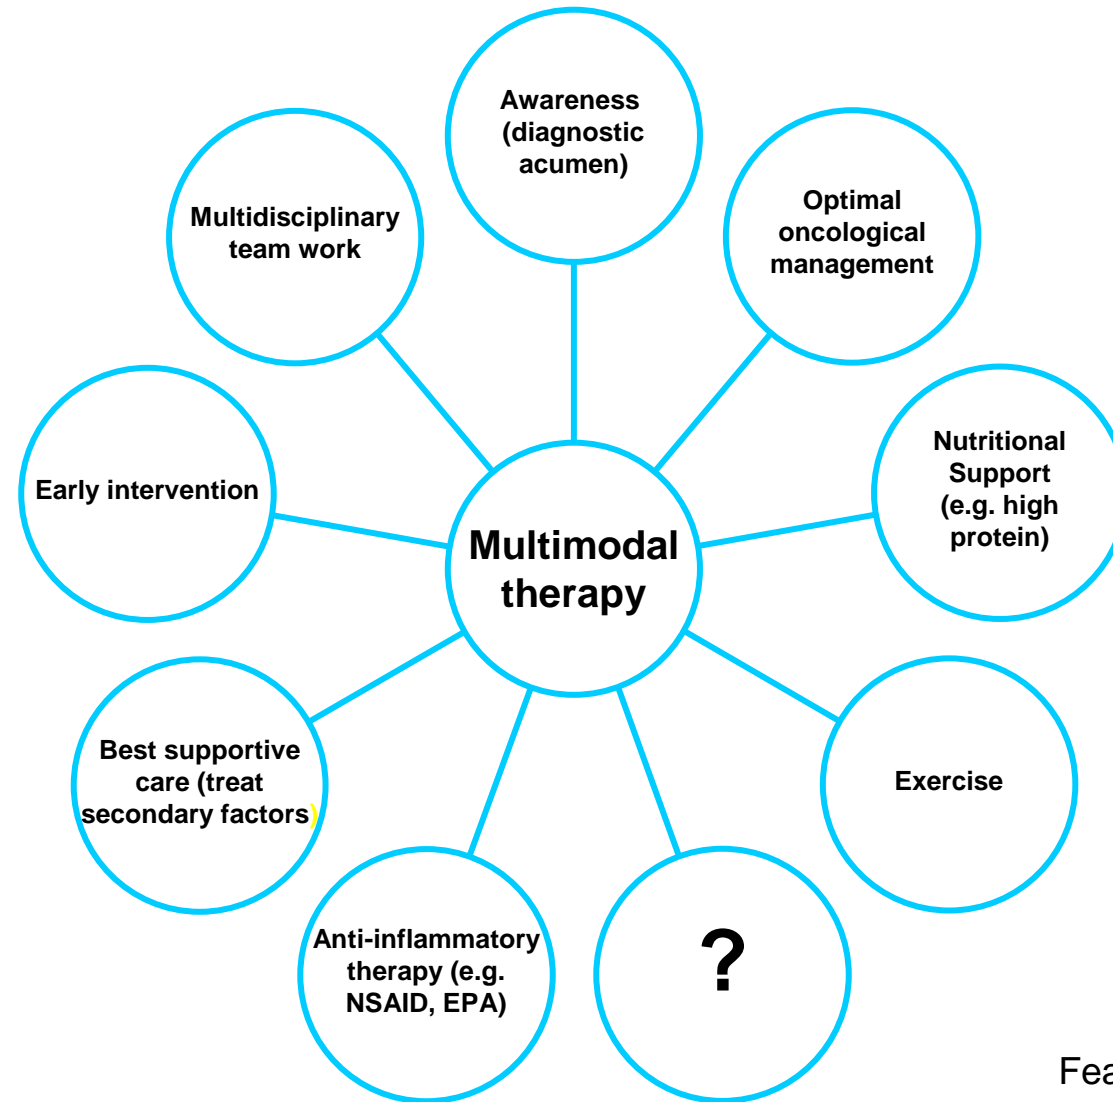 Awareness
(diagnostic
acumen)
Optimal
oncological
management
Multidisciplinary
team work
Nutritional
Support
(e.g. high
protein)
Early intervention
Multimodal
therapy
Best supportive
care (treat
secondary factors)
Exercise
Anti-inflammatory
therapy (e.g.
NSAID, EPA)
?
Fea